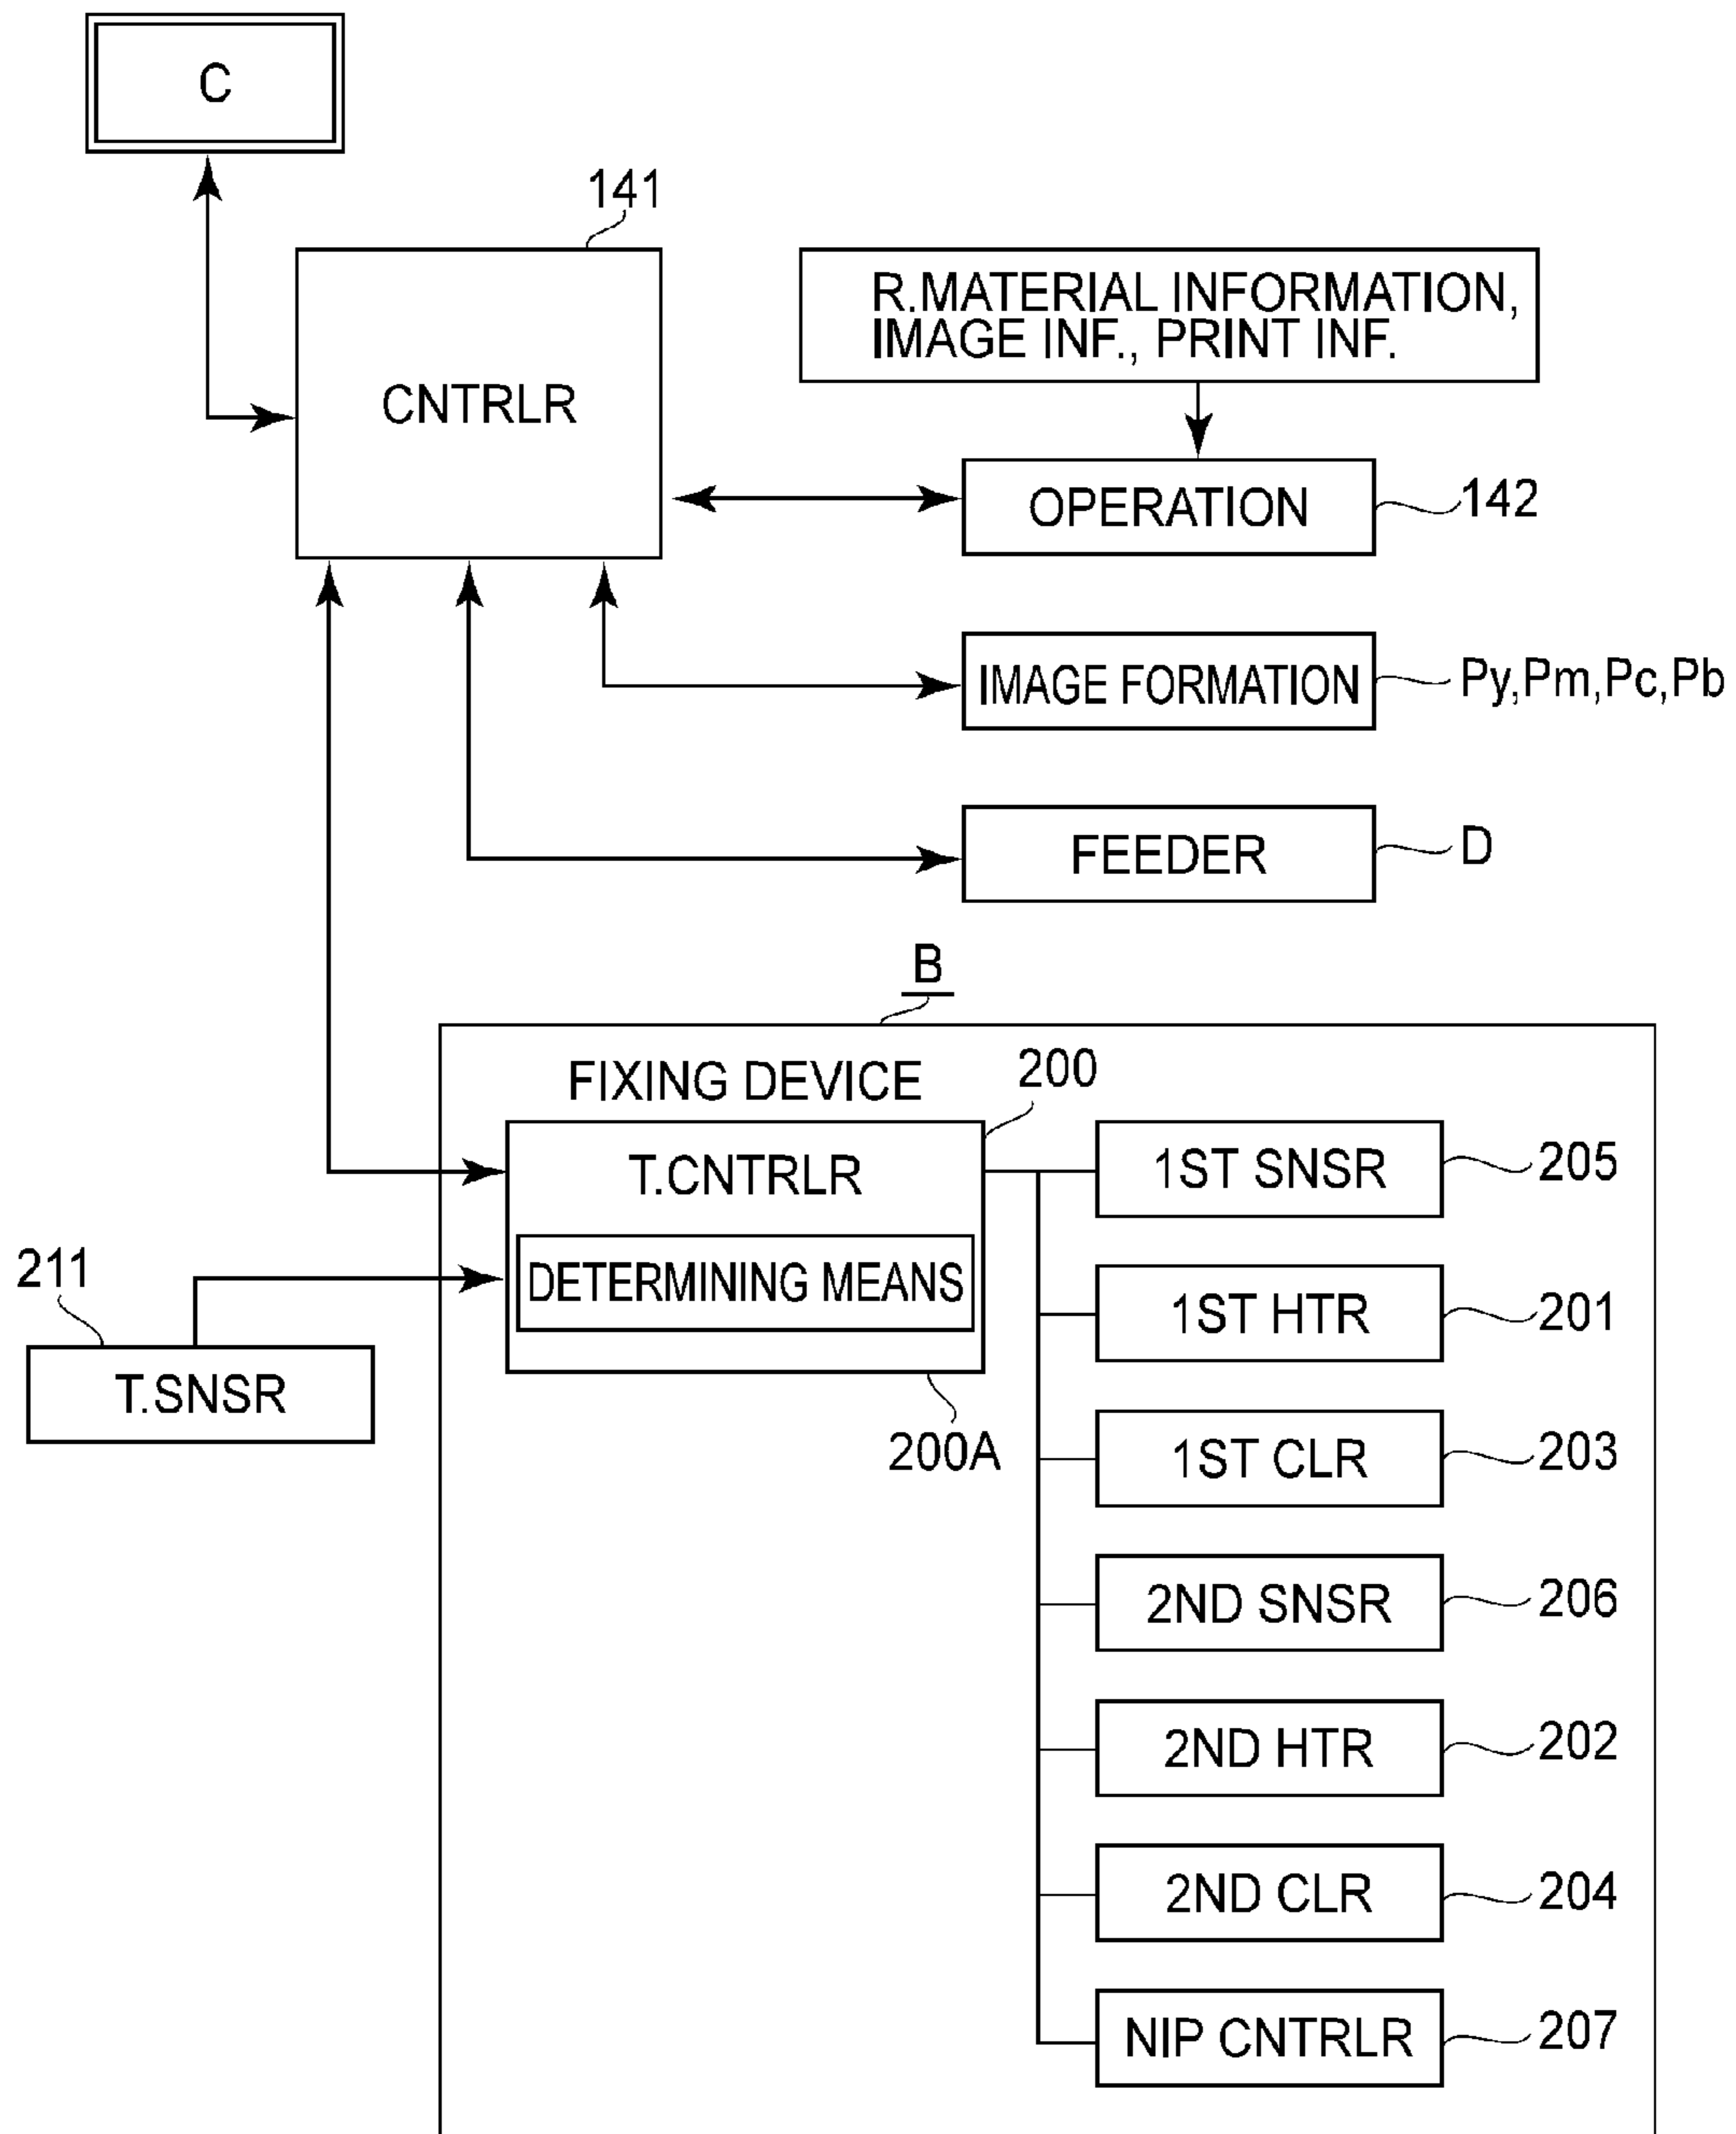 C
141
CNTRLR
R.MATERIAL INFORMATION,
IMAGE INF., PRINT INF.
OPERATION
142
IMAGE FORMATION
Py,Pm,Pc,Pb
FEEDER
D
B
FIXING DEVICE
200
T.CNTRLR
DETERMINING MEANS
200A
211
T.SNSR
1ST SNSR
205
1ST HTR
201
1ST CLR
203
2ND SNSR
206
2ND HTR
202
2ND CLR
204
NIP CNTRLR
207